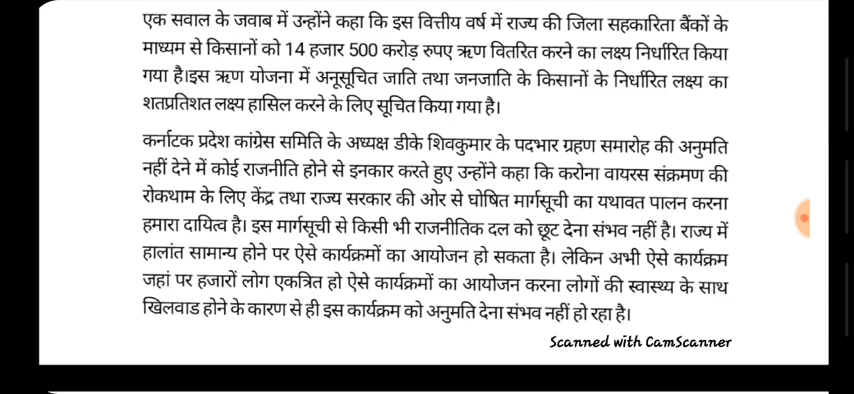 एक सवाल के जवाब में उन्होंने कहा कि इस वित्तीय वर्ष में राज्य की जिला सहकारिता बैंकों के
माध्यम से किसानों को 14 हजार 500 करोड़ रुपए ऋण वितरित करने का लक्ष्य निर्धारित किया
गया है।इस ऋण योजना में अनूसूचित जाति तथा जनजाति के किसानों के निर्धारित लक्ष्य का
शतप्रतिशत लक्ष्य हासिल करने के लिए सूचित किया गया है।
कर्नाटक प्रदेश कांग्रेस समिति के अध्यक्ष डीके शिवकुमार के पदभार ग्रहण समारोह की अनुमति
नहीं देने में कोई राजनीति होने से इनकार करते हुए उन्होंने कहा कि करोना वायरस संक्रमण की
रोकथाम के लिए केंद्र तथा राज्य सरकार की ओर से घोषित मार्गसूची का यथावत पालन करना
हमारा दायित्व है। इस मार्गसूची से किसी भी राजनीतिक दल को छूट देना संभव नहीं है। राज्य में
हालांत सामान्य होने पर ऐसे कार्यक्रमों का आयोजन हो सकता है। लेकिन अभी ऐसे कार्यक्रम
जहां पर हजारों लोग एकत्रित हो ऐसे कार्यक्रमों का आयोजन करना लोगों की स्वास्थ्य के साथ
खिलवाड होने के कारण से ही इस कार्यक्रम को अनुमति देना संभव नहीं हो रहा है।
Scanned with CamScanner